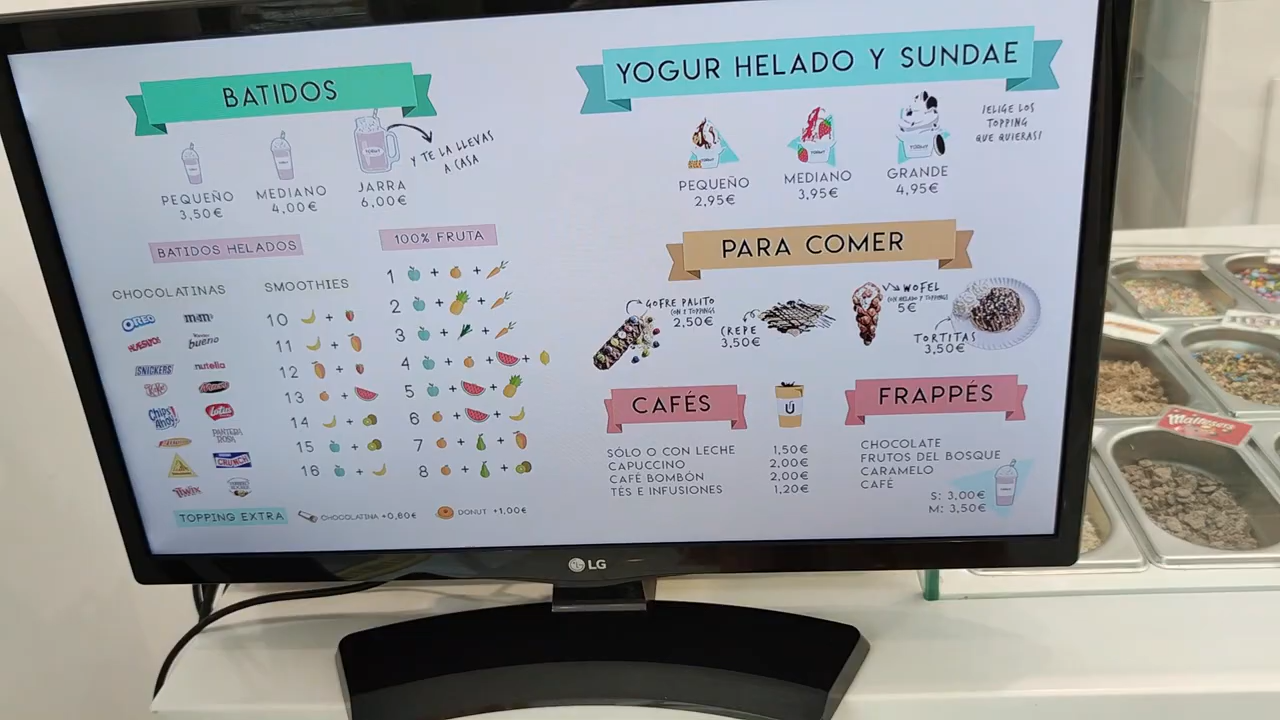 BATIDOS
Y TE LA LLEVAS
A CASA
PEQUEÑO
3,50€
MEDIANO
4,00€
JARRA
6,00€
BATIDOS HELADOS
100% FRUTA
CHOCOLATINAS
SMOOTHIES
OREO
m&m's
HUESITOS
Kinder
bueno
SNICKERS
nutella
Lotus
Chips
Ahoy!
PANTERA
ROSA
CRUNCH
TWIX
10 +
11 +
12 +
13 +
14 +
15 +
16 +
1 + +
2 + +
3 + +
4 + + +
5 + +
6 + +
7 + +
8 + +
TOPPING EXTRA
CHOCOLATINA +0,60€
DONUT +1,00€
YOGUR HELADO Y SUNDAE
¡ELIGE LOS
TOPPING
QUE QUIERAS!
PEQUEÑO
2,95€
MEDIANO
3,95€
GRANDE
4,95€
PARA COMER
GOFRE PALITO
CON 2 TOPPINGS
2,50€
CREPE
3,50€
WOFEL
5€
TORTITAS
3,50€
CAFÉS
Ú
SÓLO O CON LECHE 1,50€
CAPUCCINO 2,00€
CAFÉ BOMBÓN 2,00€
TÉS E INFUSIONES 1,20€
FRAPPÉS
CHOCOLATE
FRUTOS DEL BOSQUE
CARAMELO
CAFÉ
S: 3,00€
M: 3,50€
LG
Maltesers